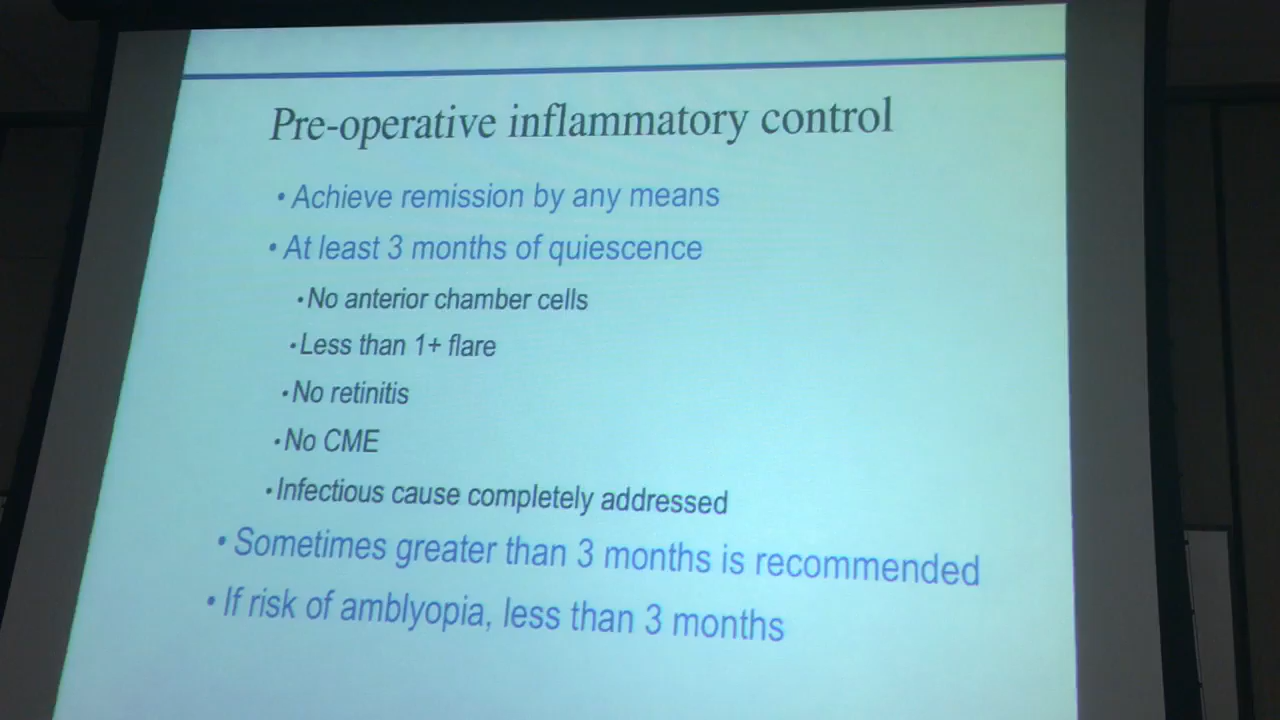 Pre-operative inflammatory control
• Achieve remission by any means
• At least 3 months of quiescence
• No anterior chamber cells
• Less than 1+ flare
• No retinitis
• No CME
• Infectious cause completely addressed
• Sometimes greater than 3 months is recommended
• If risk of amblyopia, less than 3 months